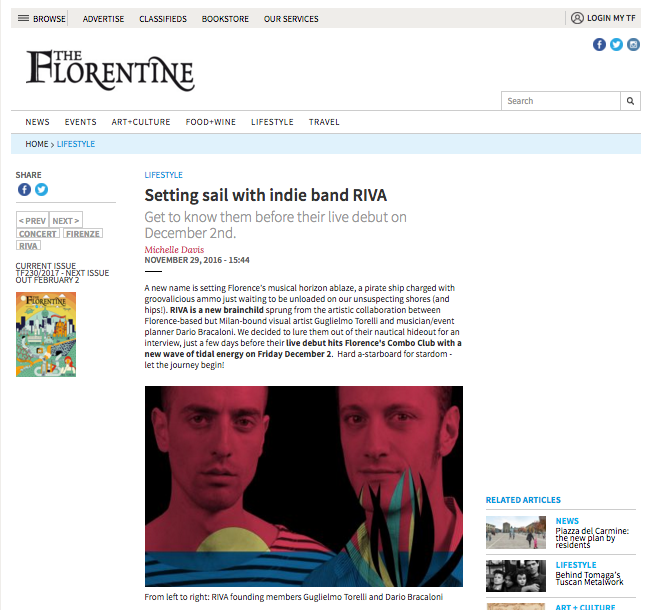 BROWSE ADVERTISE CLASSIFIEDS BOOKSTORE OUR SERVICES LOGIN MY TF
THE
FLORENTINE
Search
NEWS EVENTS ART+CULTURE FOOD+WINE LIFESTYLE TRAVEL
HOME > LIFESTYLE
SHARE
< PREV NEXT >
CONCERT FIRENZE
RIVA
CURRENT ISSUE
TF230/2017 - NEXT ISSUE
OUT FEBRUARY 2
THE FLORENTINE
LIFESTYLE
Setting sail with indie band RIVA
Get to know them before their live debut on
December 2nd.
Michelle Davis
NOVEMBER 29, 2016 - 15:44
A new name is setting Florence's musical horizon ablaze, a pirate ship charged with
groovalicious ammo just waiting to be unloaded on our unsuspecting shores (and
hips!). RIVA is a new brainchild sprung from the artistic collaboration between
Florence-based but Milan-bound visual artist Guglielmo Torelli and musician/event
planner Dario Bracaloni. We decided to lure them out of their nautical hideout for an
interview, just a few days before their live debut hits Florence's Combo Club with a
new wave of tidal energy on Friday December 2. Hard a-starboard for stardom -
let the journey begin!
From left to right: RIVA founding members Guglielmo Torelli and Dario Bracaloni
RELATED ARTICLES
NEWS
Piazza del Carmine:
the new plan by
residents
LIFESTYLE
Behind Tomaga's
Tuscan Metalwork
ART + CULTURE